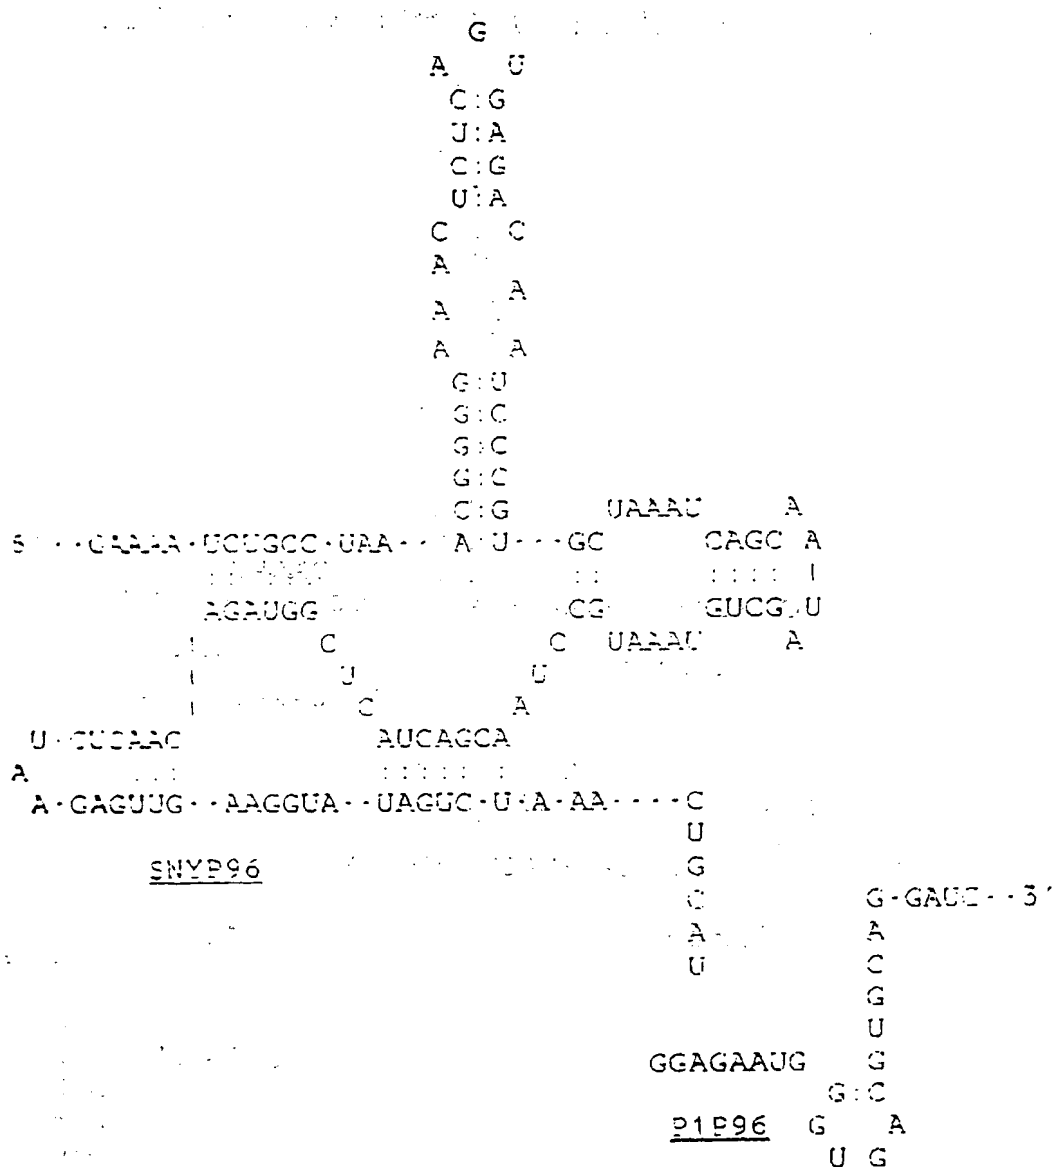 G
A U
C:G
U:A
C:G
U:A
C C
A
A
A
A A
G:U
G:C
G:C
G:C
C:G UAAAU A
5 ···GAAAA·UCUGCC·UAA···A U···GC CAGC A
:: :::: |
AGAUGG CG GUCG U
C C UAAAU A
U U
C A
U·CUCAAC AUCAGCA
A ::: ::::: :
A·GAGUUG··AAGGUA··UAGUC·U·A·AA····C
U
SNYP96 G
C G·GAUC··3'
A A
U C
G
U
GGAGAAUG G
G:C
P1P96 G A
U G